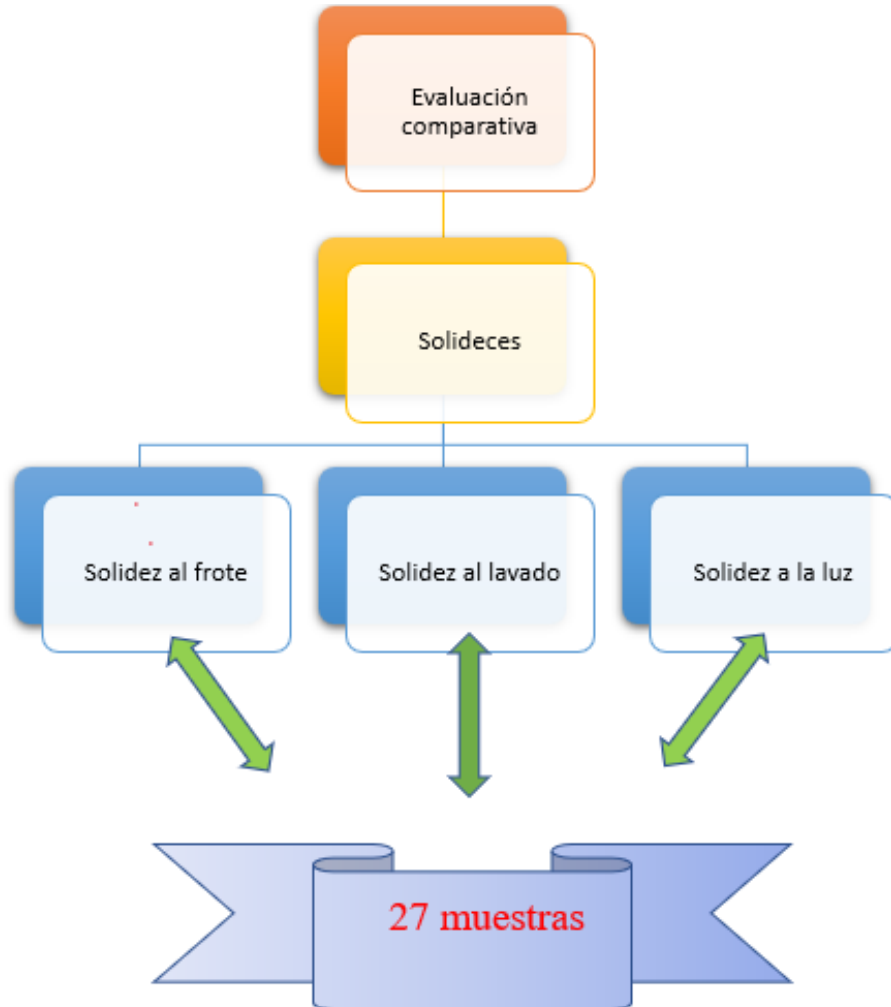 Evaluación
comparativa
Solideces
Solidez al frote
Solidez al lavado
Solidez a la luz
27 muestras